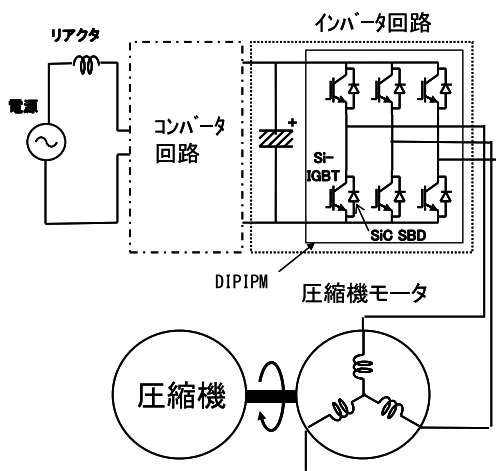 インバータ回路
リアクタ
電源
コンバータ
回路
+
Si-
IGBT
SiC SBD
DIPIPM
圧縮機モータ
圧縮機